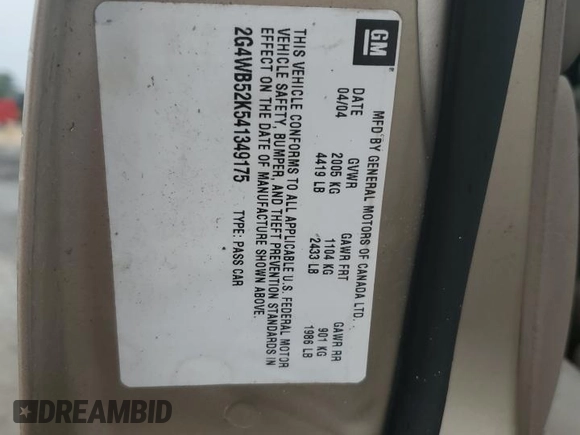 GM
MFD BY GENERAL MOTORS OF CANADA LTD.
DATE GVWR GAWR FRT GAWR RR
04/04 2005 KG 1104 KG 901 KG
4419 LB 2433 LB 1986 LB
THIS VEHICLE CONFORMS TO ALL APPLICABLE U.S. FEDERAL MOTOR
VEHICLE SAFETY, BUMPER, AND THEFT PREVENTION STANDARDS IN
EFFECT ON THE DATE OF MANUFACTURE SHOWN ABOVE.
2G4WB52K541349175 TYPE: PASS CAR
DREAMBID